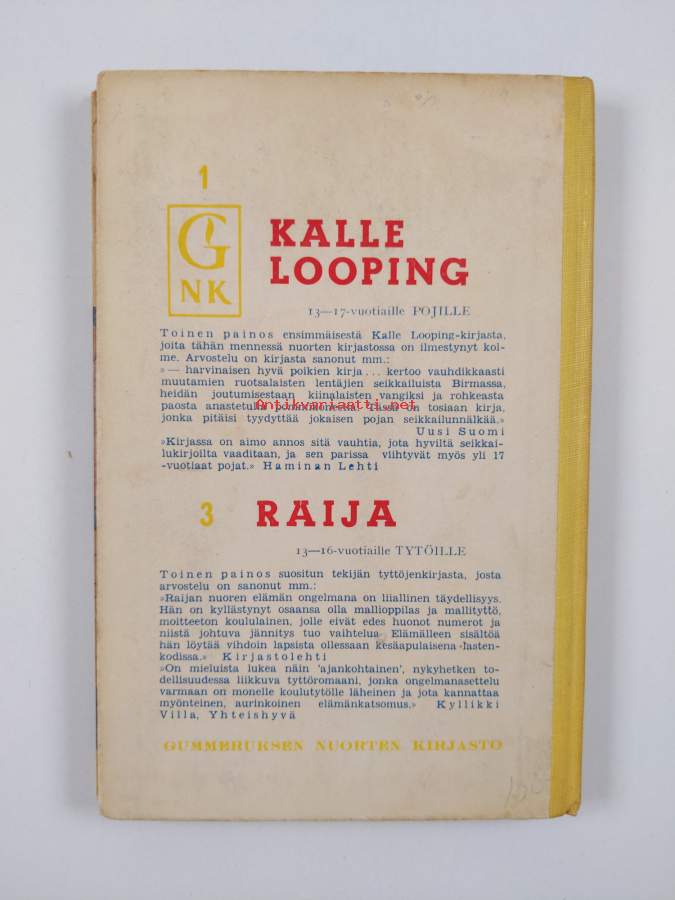 1
G
NK
KALLE
LOOPING
13—17-vuotiaille POJILLE
Toinen painos ensimmäisestä Kalle Looping-kirjasta,
joita tähän mennessä nuorten kirjastossa on ilmestynyt kol-
me. Arvostelu on kirjasta sanonut mm.:
»— harvinaisen hyvä poikien kirja... kertoo vauhdikkaasti
muutamien ruotsalaisten lentäjien seikkailuista Birmassa,
heidän joutumisestaan kiinalaisten vangiksi ja rohkeasta
paosta anastetulla pommikoneella. Tässä on tosiaan kirja,
jonka pitäisi tyydyttää jokaisen pojan seikkailunnälkää.»
Uusi Suomi
»Kirjassa on aimo annos sitä vauhtia, jota hyviltä seikkai-
lukirjoilta vaaditaan, ja sen parissa viihtyvät myös yli 17
-vuotiaat pojat.» Haminan Lehti
Antikvariaatti.net
3 RAIJA
13—16-vuotiaille TYTÖILLE
Toinen painos suositun tekijän tyttöjenkirjasta, josta
arvostelu on sanonut mm.:
»Raijan nuoren elämän ongelmana on liiallinen täydellisyys.
Hän on kyllästynyt osaansa olla mallioppilas ja mallityttö,
moitteeton koululainen, jolle eivät edes huonot numerot ja
niistä johtuva jännitys tuo vaihtelua. Elämälleen sisältöä
hän löytää vihdoin lapsista ollessaan kesäapulaisena lasten-
kodissa.» Kirjastolehti
»On mieluista lukea näin 'ajankohtainen', nykyhetken to-
dellisuudessa liikkuva tyttöromaani, jonka ongelmanasettelu
varmaan on monelle koulutytölle läheinen ja jota kannattaa
myönteinen, aurinkoinen elämänkatsomus.» Kyllikki
Villa, Yhteishyvä
GUMMERUKSEN NUORTEN KIRJASTO